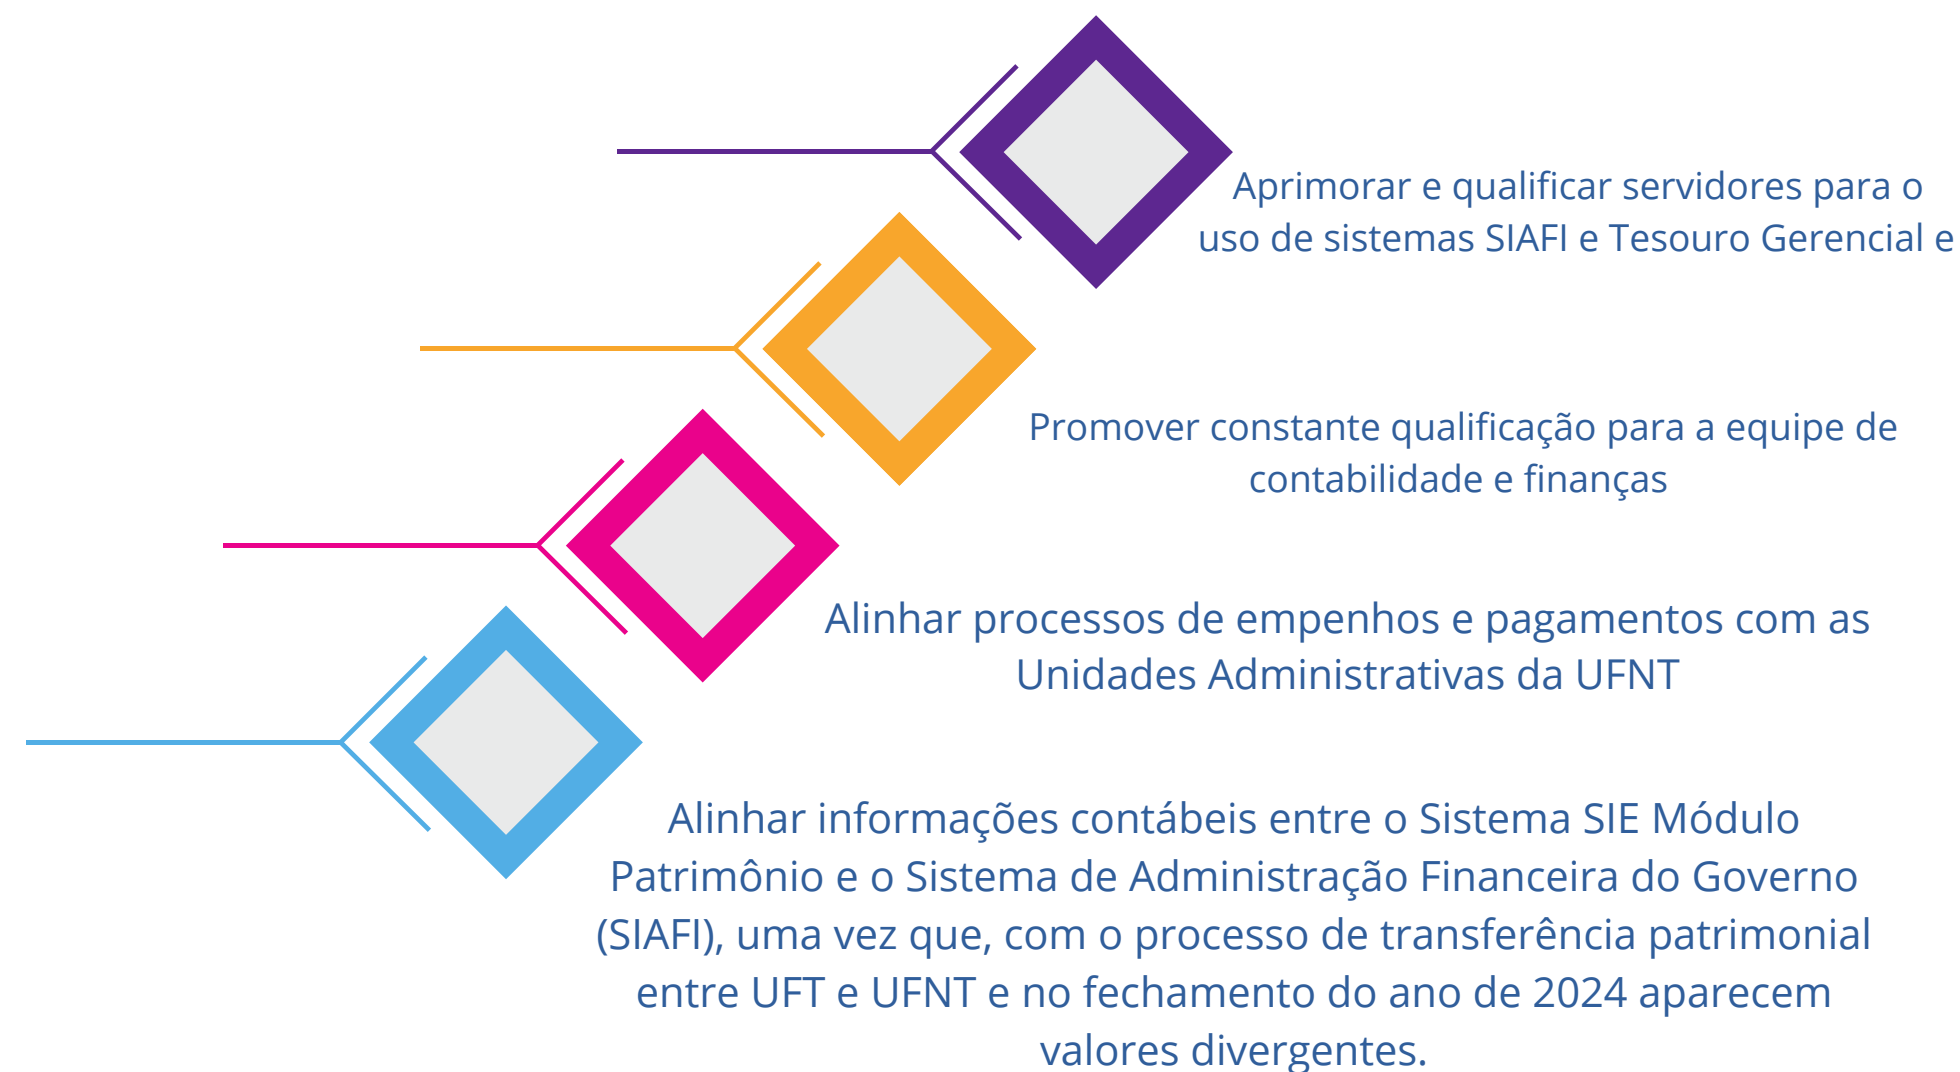 Aprimorar e qualificar servidores para o
uso de sistemas SIAFI e Tesouro Gerencial e
Promover constante qualificação para a equipe de
contabilidade e finanças
Alinhar processos de empenhos e pagamentos com as
Unidades Administrativas da UFNT
Alinhar informações contábeis entre o Sistema SIE Módulo
Patrimônio e o Sistema de Administração Financeira do Governo
(SIAFI), uma vez que, com o processo de transferência patrimonial
entre UFT e UFNT e no fechamento do ano de 2024 aparecem
valores divergentes.